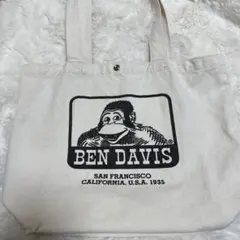 BEN DAVIS
SAN FRANCISCO
CALIFORNIA, U.S.A. 1935